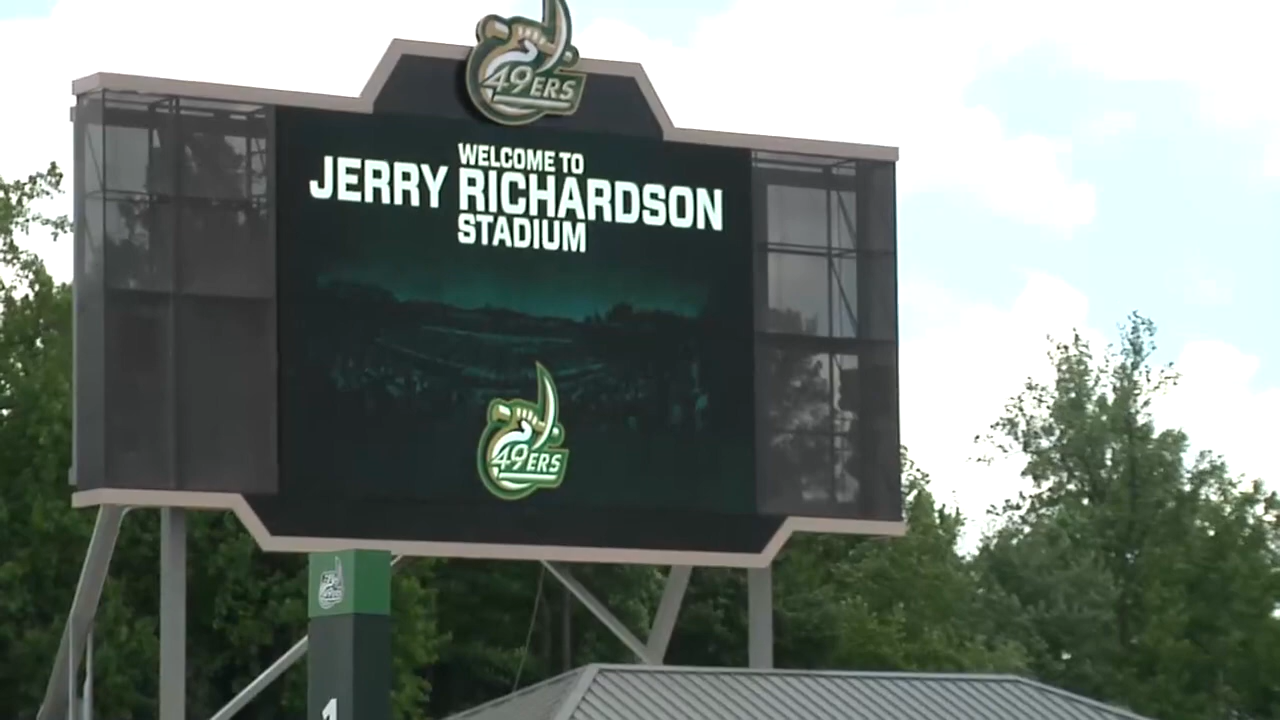 49ERS
WELCOME TO
JERRY RICHARDSON
STADIUM
49ERS
1